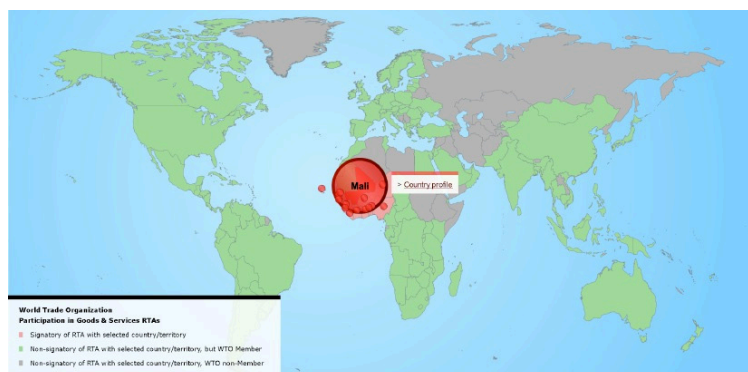 Mali
> Country profile
World Trade Organization
Participation in Goods & Services RTAs
Signatory of RTA with selected country/territory
Non-signatory of RTA with selected country/territory, but WTO Member
Non-signatory of RTA with selected country/territory, WTO non-Member